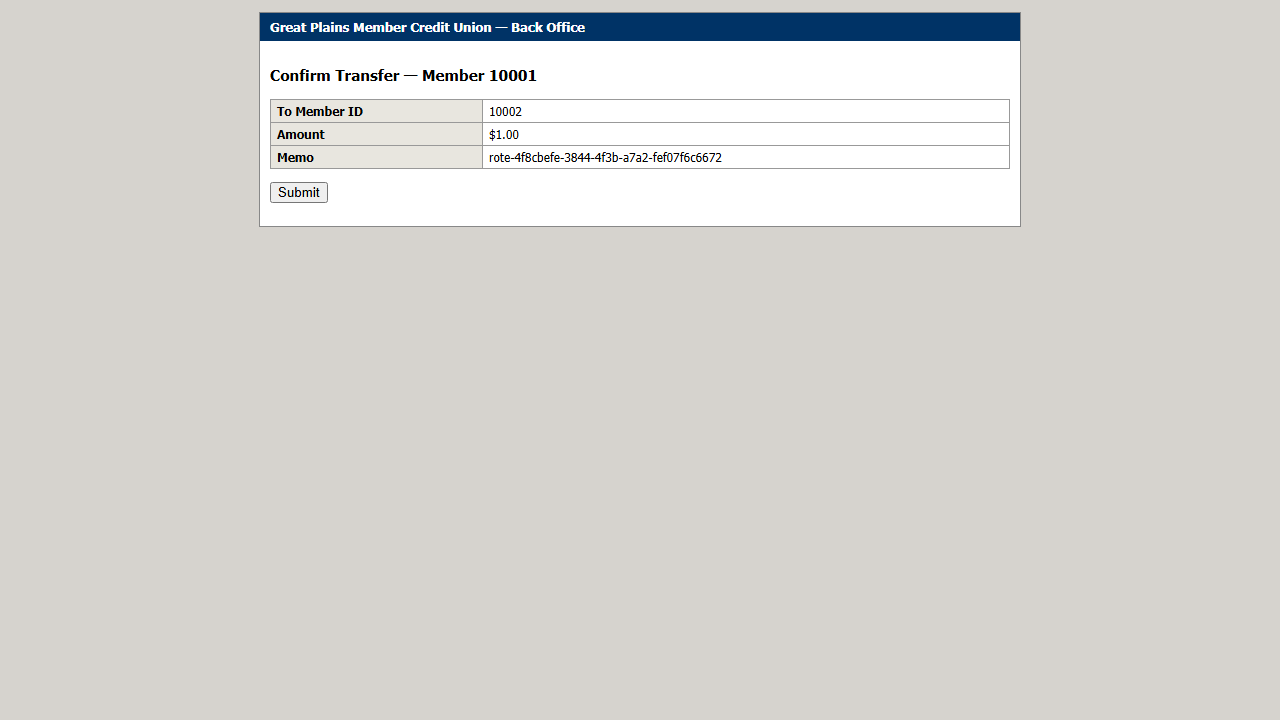 Great Plains Member Credit Union — Back Office
Confirm Transfer — Member 10001
To Member ID 10002
Amount $1.00
Memo rote-4f8cbefe-3844-4f3b-a7a2-fef07f6c6672
Submit